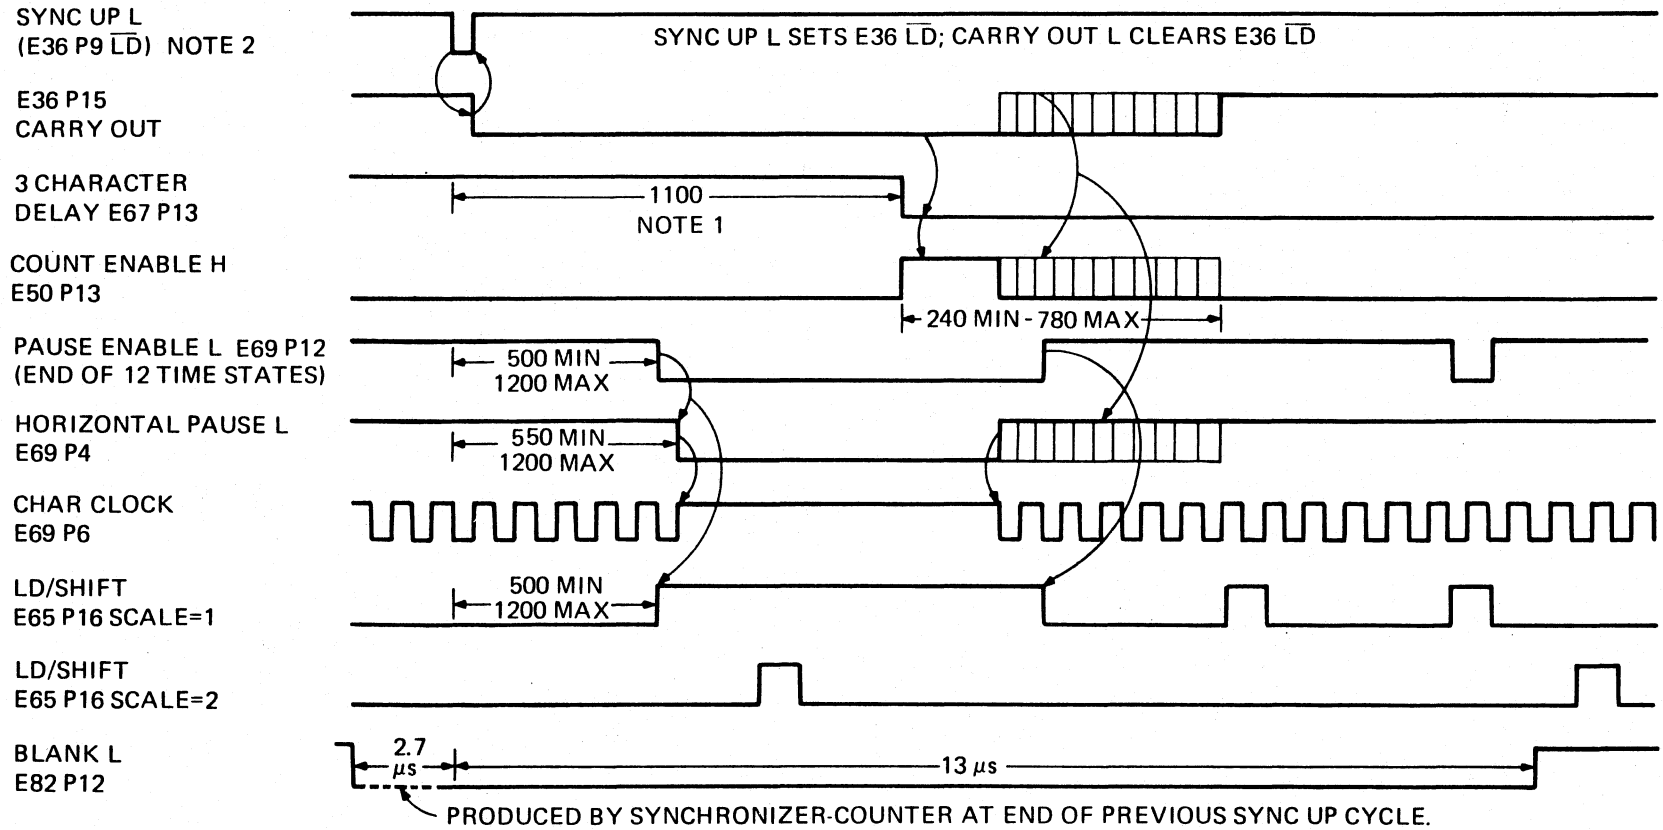 SYNC UP L
(E36 P9 L̅D̅) NOTE 2
SYNC UP L SETS E36 L̅D̅; CARRY OUT L CLEARS E36 L̅D̅
E36 P15
CARRY OUT
3 CHARACTER
DELAY E67 P13
1100
NOTE 1
COUNT ENABLE H
E50 P13
240 MIN - 780 MAX
PAUSE ENABLE L E69 P12
(END OF 12 TIME STATES)
500 MIN
1200 MAX
HORIZONTAL PAUSE L
E69 P4
550 MIN
1200 MAX
CHAR CLOCK
E69 P6
LD/SHIFT
E65 P16 SCALE=1
500 MIN
1200 MAX
LD/SHIFT
E65 P16 SCALE=2
BLANK L
E82 P12
2.7
μs
13 μs
PRODUCED BY SYNCHRONIZER-COUNTER AT END OF PREVIOUS SYNC UP CYCLE.